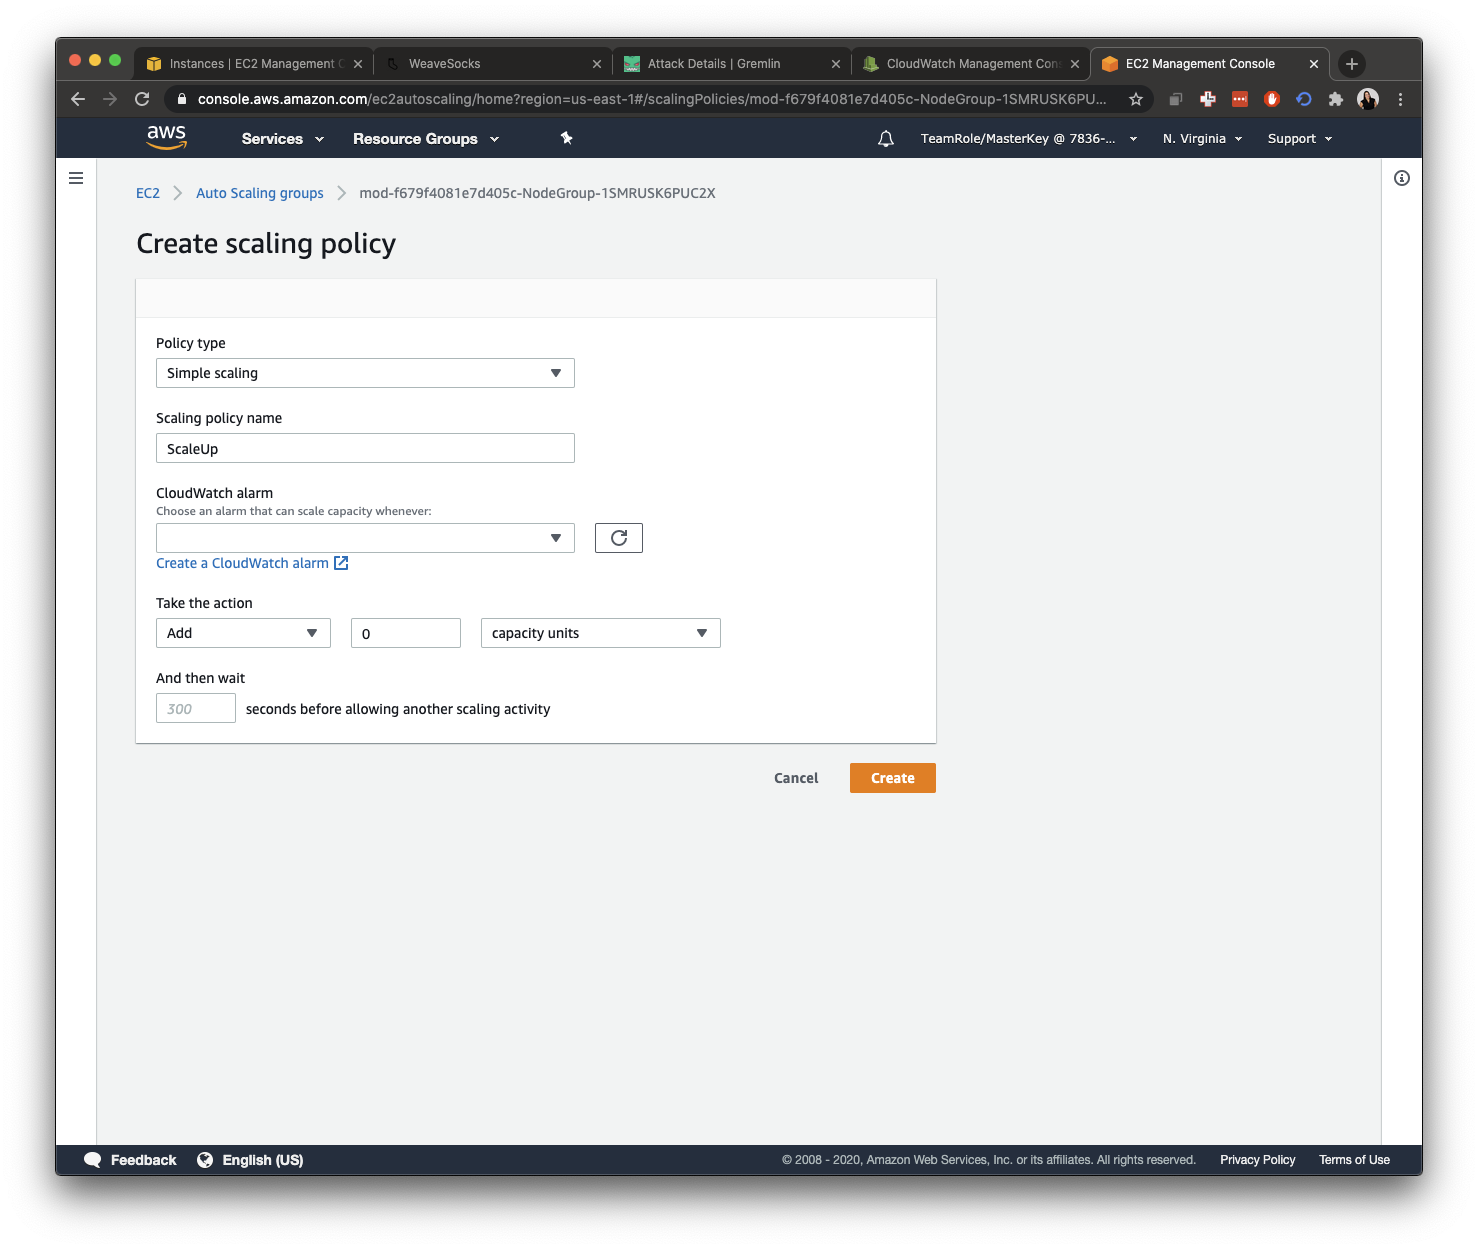 Instances | EC2 Management C
WeaveSocks
Attack Details | Gremlin
CloudWatch Management Con
EC2 Management Console
console.aws.amazon.com/ec2autoscaling/home?region=us-east-1#/scalingPolicies/mod-f679f4081e7d405c-NodeGroup-1SMRUSK6PU...
aws
Services
Resource Groups
TeamRole/MasterKey @ 7836-...
N. Virginia
Support
EC2
Auto Scaling groups
mod-f679f4081e7d405c-NodeGroup-1SMRUSK6PUC2X
Create scaling policy
Policy type
Simple scaling
Scaling policy name
ScaleUp
CloudWatch alarm
Choose an alarm that can scale capacity whenever:
Create a CloudWatch alarm
Take the action
Add
0
capacity units
And then wait
300
seconds before allowing another scaling activity
Cancel
Create
Feedback
English (US)
© 2008 - 2020, Amazon Web Services, Inc. or its affiliates. All rights reserved.
Privacy Policy
Terms of Use